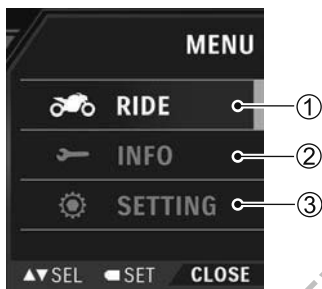 MENU
RIDE ①
INFO ②
SETTING ③
▲▼SEL SET CLOSE